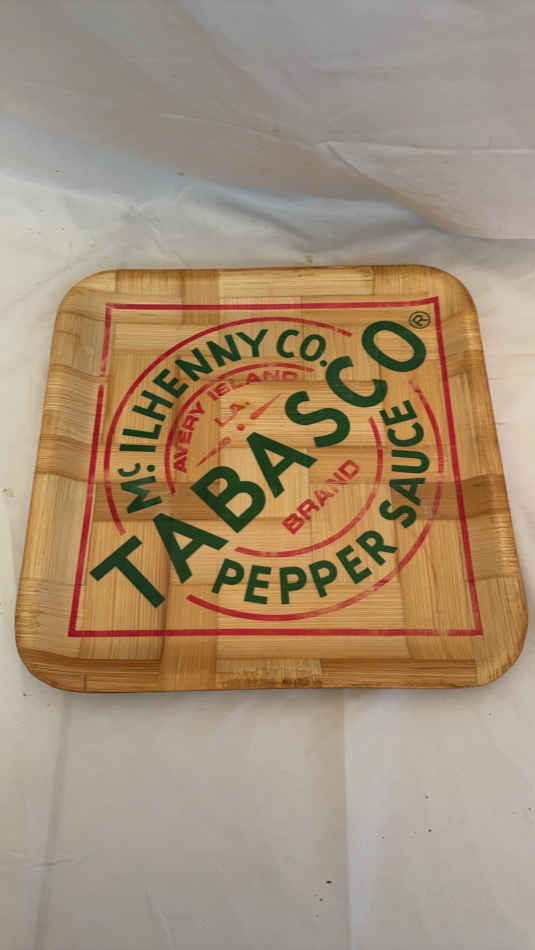 McILHENNY CO.
AVERY ISLAND
LA.
TABASCO®
BRAND
PEPPER SAUCE